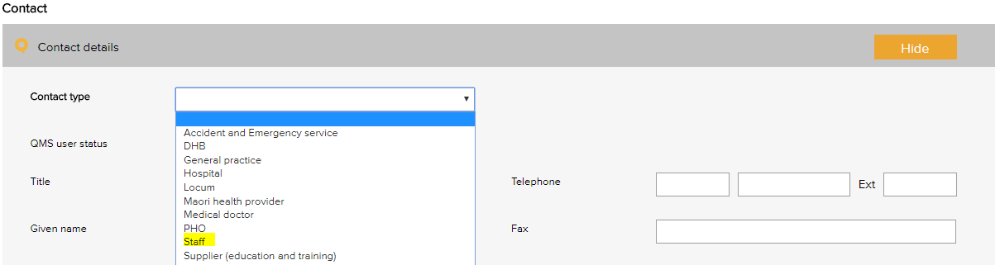 Contact
Contact details
Hide
Contact type
Accident and Emergency service
DHB
General practice
Hospital
Locum
Maori health provider
Medical doctor
PHO
Staff
Supplier (education and training)
QMS user status
Title
Telephone
Ext
Given name
Fax